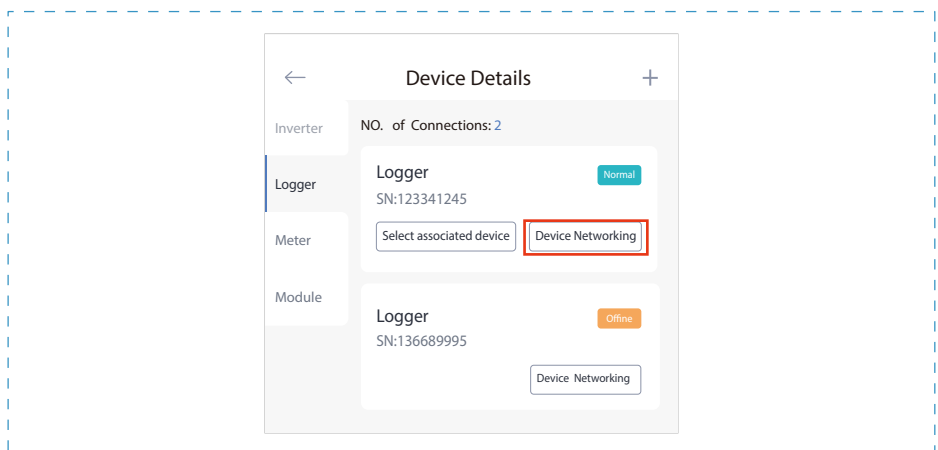 Device Details
Inverter
NO. of Connections: 2
Logger
Logger
Normal
SN:123341245
Select associated device
Device Networking
Meter
Module
Logger
Offine
SN:136689995
Device Networking